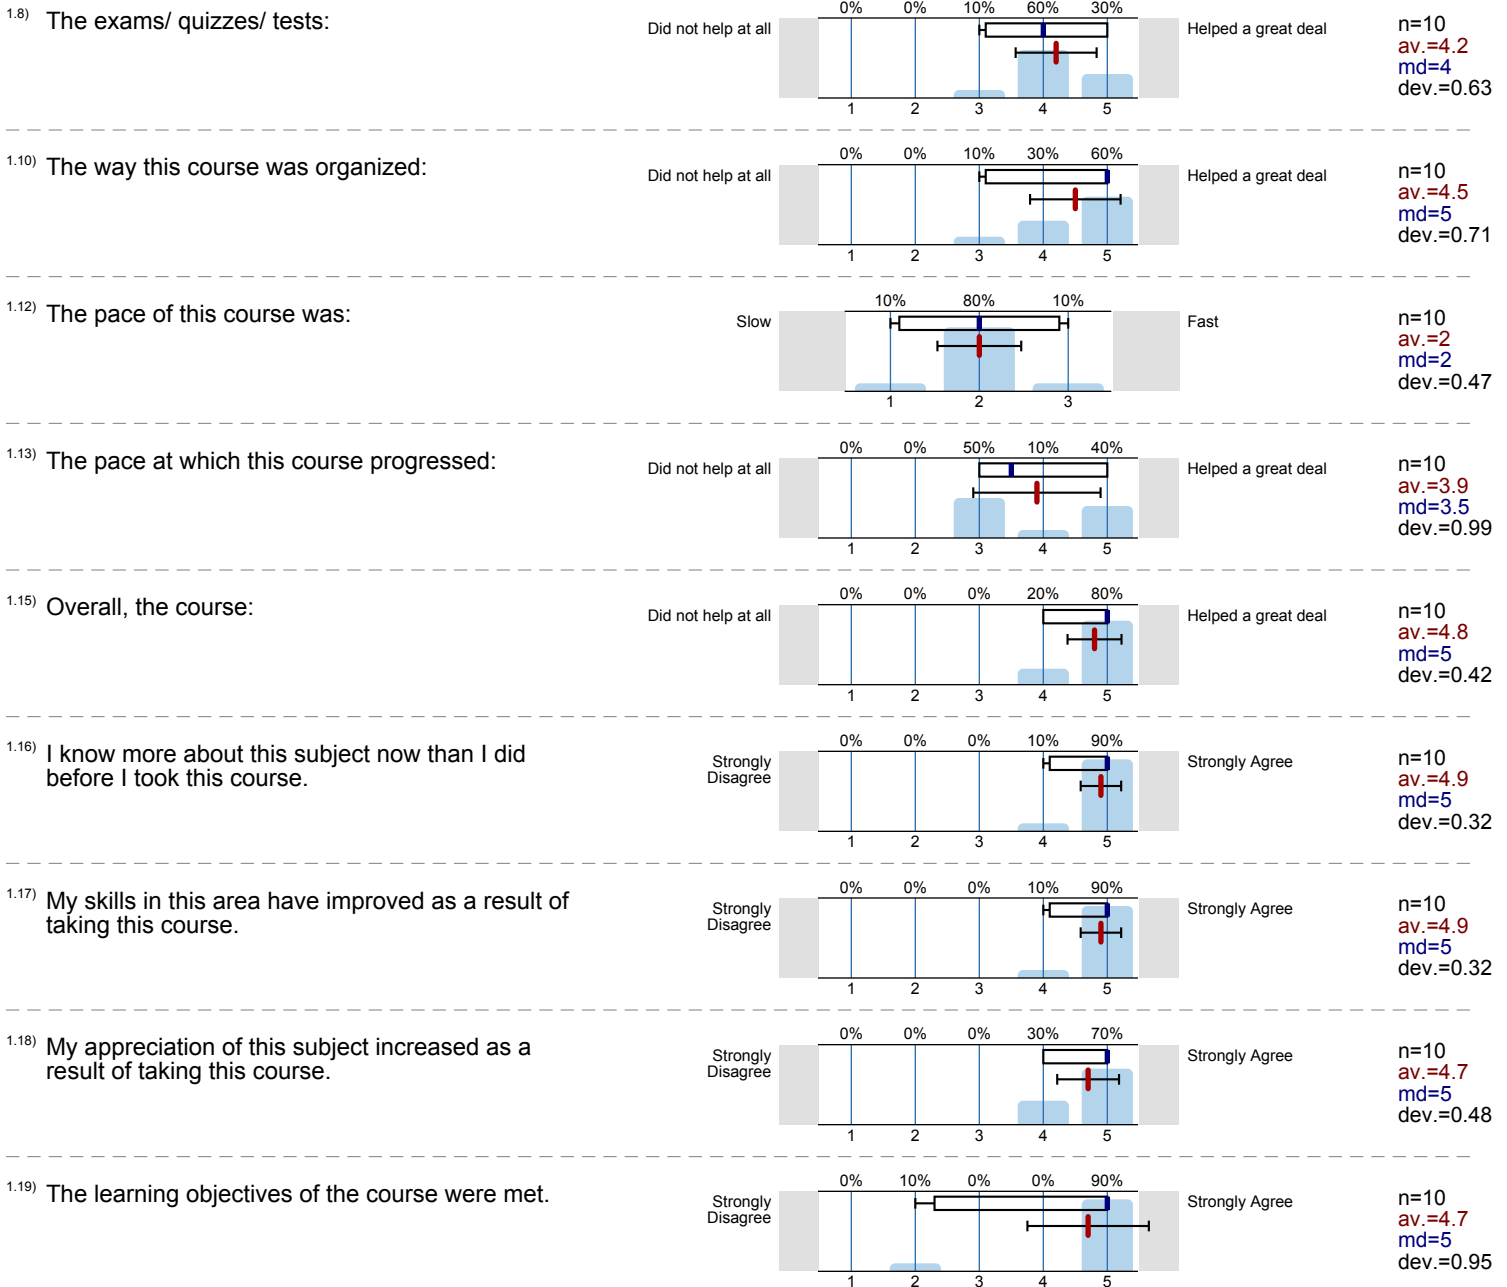 1.8) The exams/ quizzes/ tests:
0% 0% 10% 60% 30%
Did not help at all
Helped a great deal
1 2 3 4 5
n=10
av.=4.2
md=4
dev.=0.63
1.10) The way this course was organized:
0% 0% 10% 30% 60%
Did not help at all
Helped a great deal
1 2 3 4 5
n=10
av.=4.5
md=5
dev.=0.71
1.12) The pace of this course was:
10% 80% 10%
Slow
Fast
1 2 3
n=10
av.=2
md=2
dev.=0.47
1.13) The pace at which this course progressed:
0% 0% 50% 10% 40%
Did not help at all
Helped a great deal
1 2 3 4 5
n=10
av.=3.9
md=3.5
dev.=0.99
1.15) Overall, the course:
0% 0% 0% 20% 80%
Did not help at all
Helped a great deal
1 2 3 4 5
n=10
av.=4.8
md=5
dev.=0.42
1.16) I know more about this subject now than I did
before I took this course.
0% 0% 0% 10% 90%
Strongly
Disagree
Strongly Agree
1 2 3 4 5
n=10
av.=4.9
md=5
dev.=0.32
1.17) My skills in this area have improved as a result of
taking this course.
0% 0% 0% 10% 90%
Strongly
Disagree
Strongly Agree
1 2 3 4 5
n=10
av.=4.9
md=5
dev.=0.32
1.18) My appreciation of this subject increased as a
result of taking this course.
0% 0% 0% 30% 70%
Strongly
Disagree
Strongly Agree
1 2 3 4 5
n=10
av.=4.7
md=5
dev.=0.48
1.19) The learning objectives of the course were met.
0% 10% 0% 0% 90%
Strongly
Disagree
Strongly Agree
1 2 3 4 5
n=10
av.=4.7
md=5
dev.=0.95